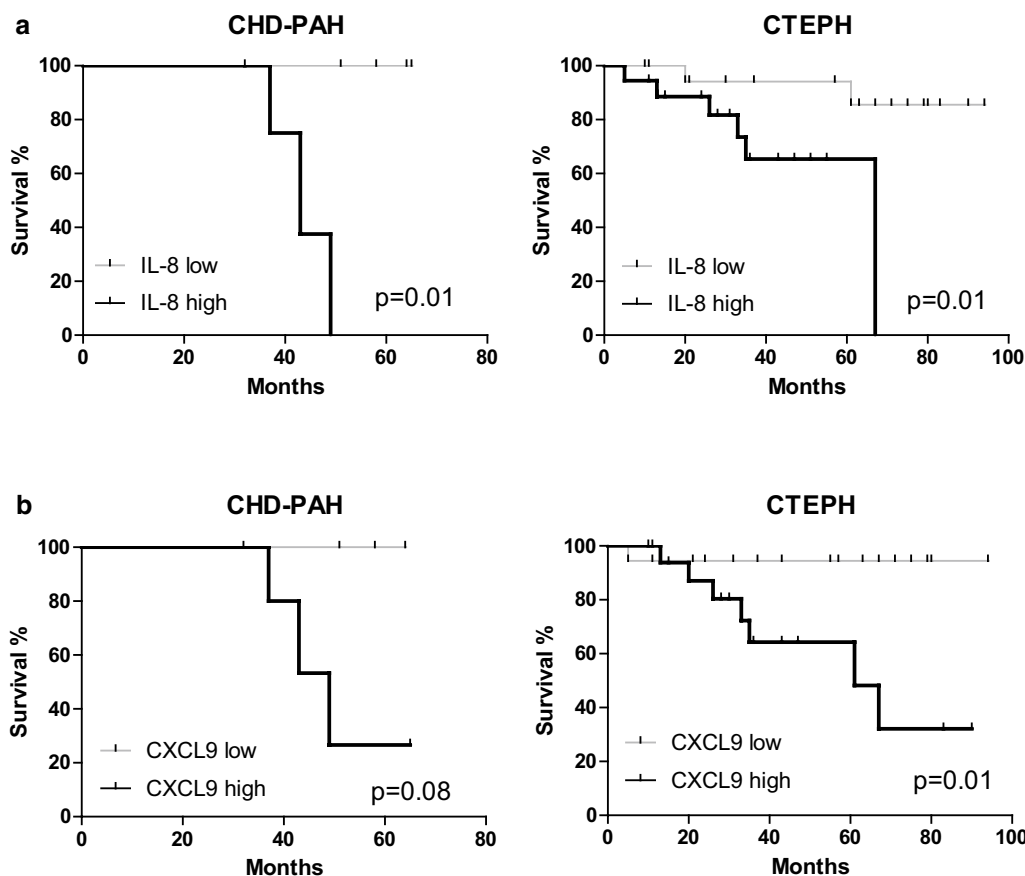 a
CHD-PAH
Survival %
100
80
60
40
20
0
IL-8 low
IL-8 high
p=0.01
0 20 40 60 80
Months
CTEPH
Survival %
100
80
60
40
20
0
IL-8 low
IL-8 high
p=0.01
0 20 40 60 80 100
Months
b
CHD-PAH
Survival %
100
80
60
40
20
0
CXCL9 low
CXCL9 high
p=0.08
0 20 40 60 80
Months
CTEPH
Survival %
100
80
60
40
20
0
CXCL9 low
CXCL9 high
p=0.01
0 20 40 60 80 100
Months